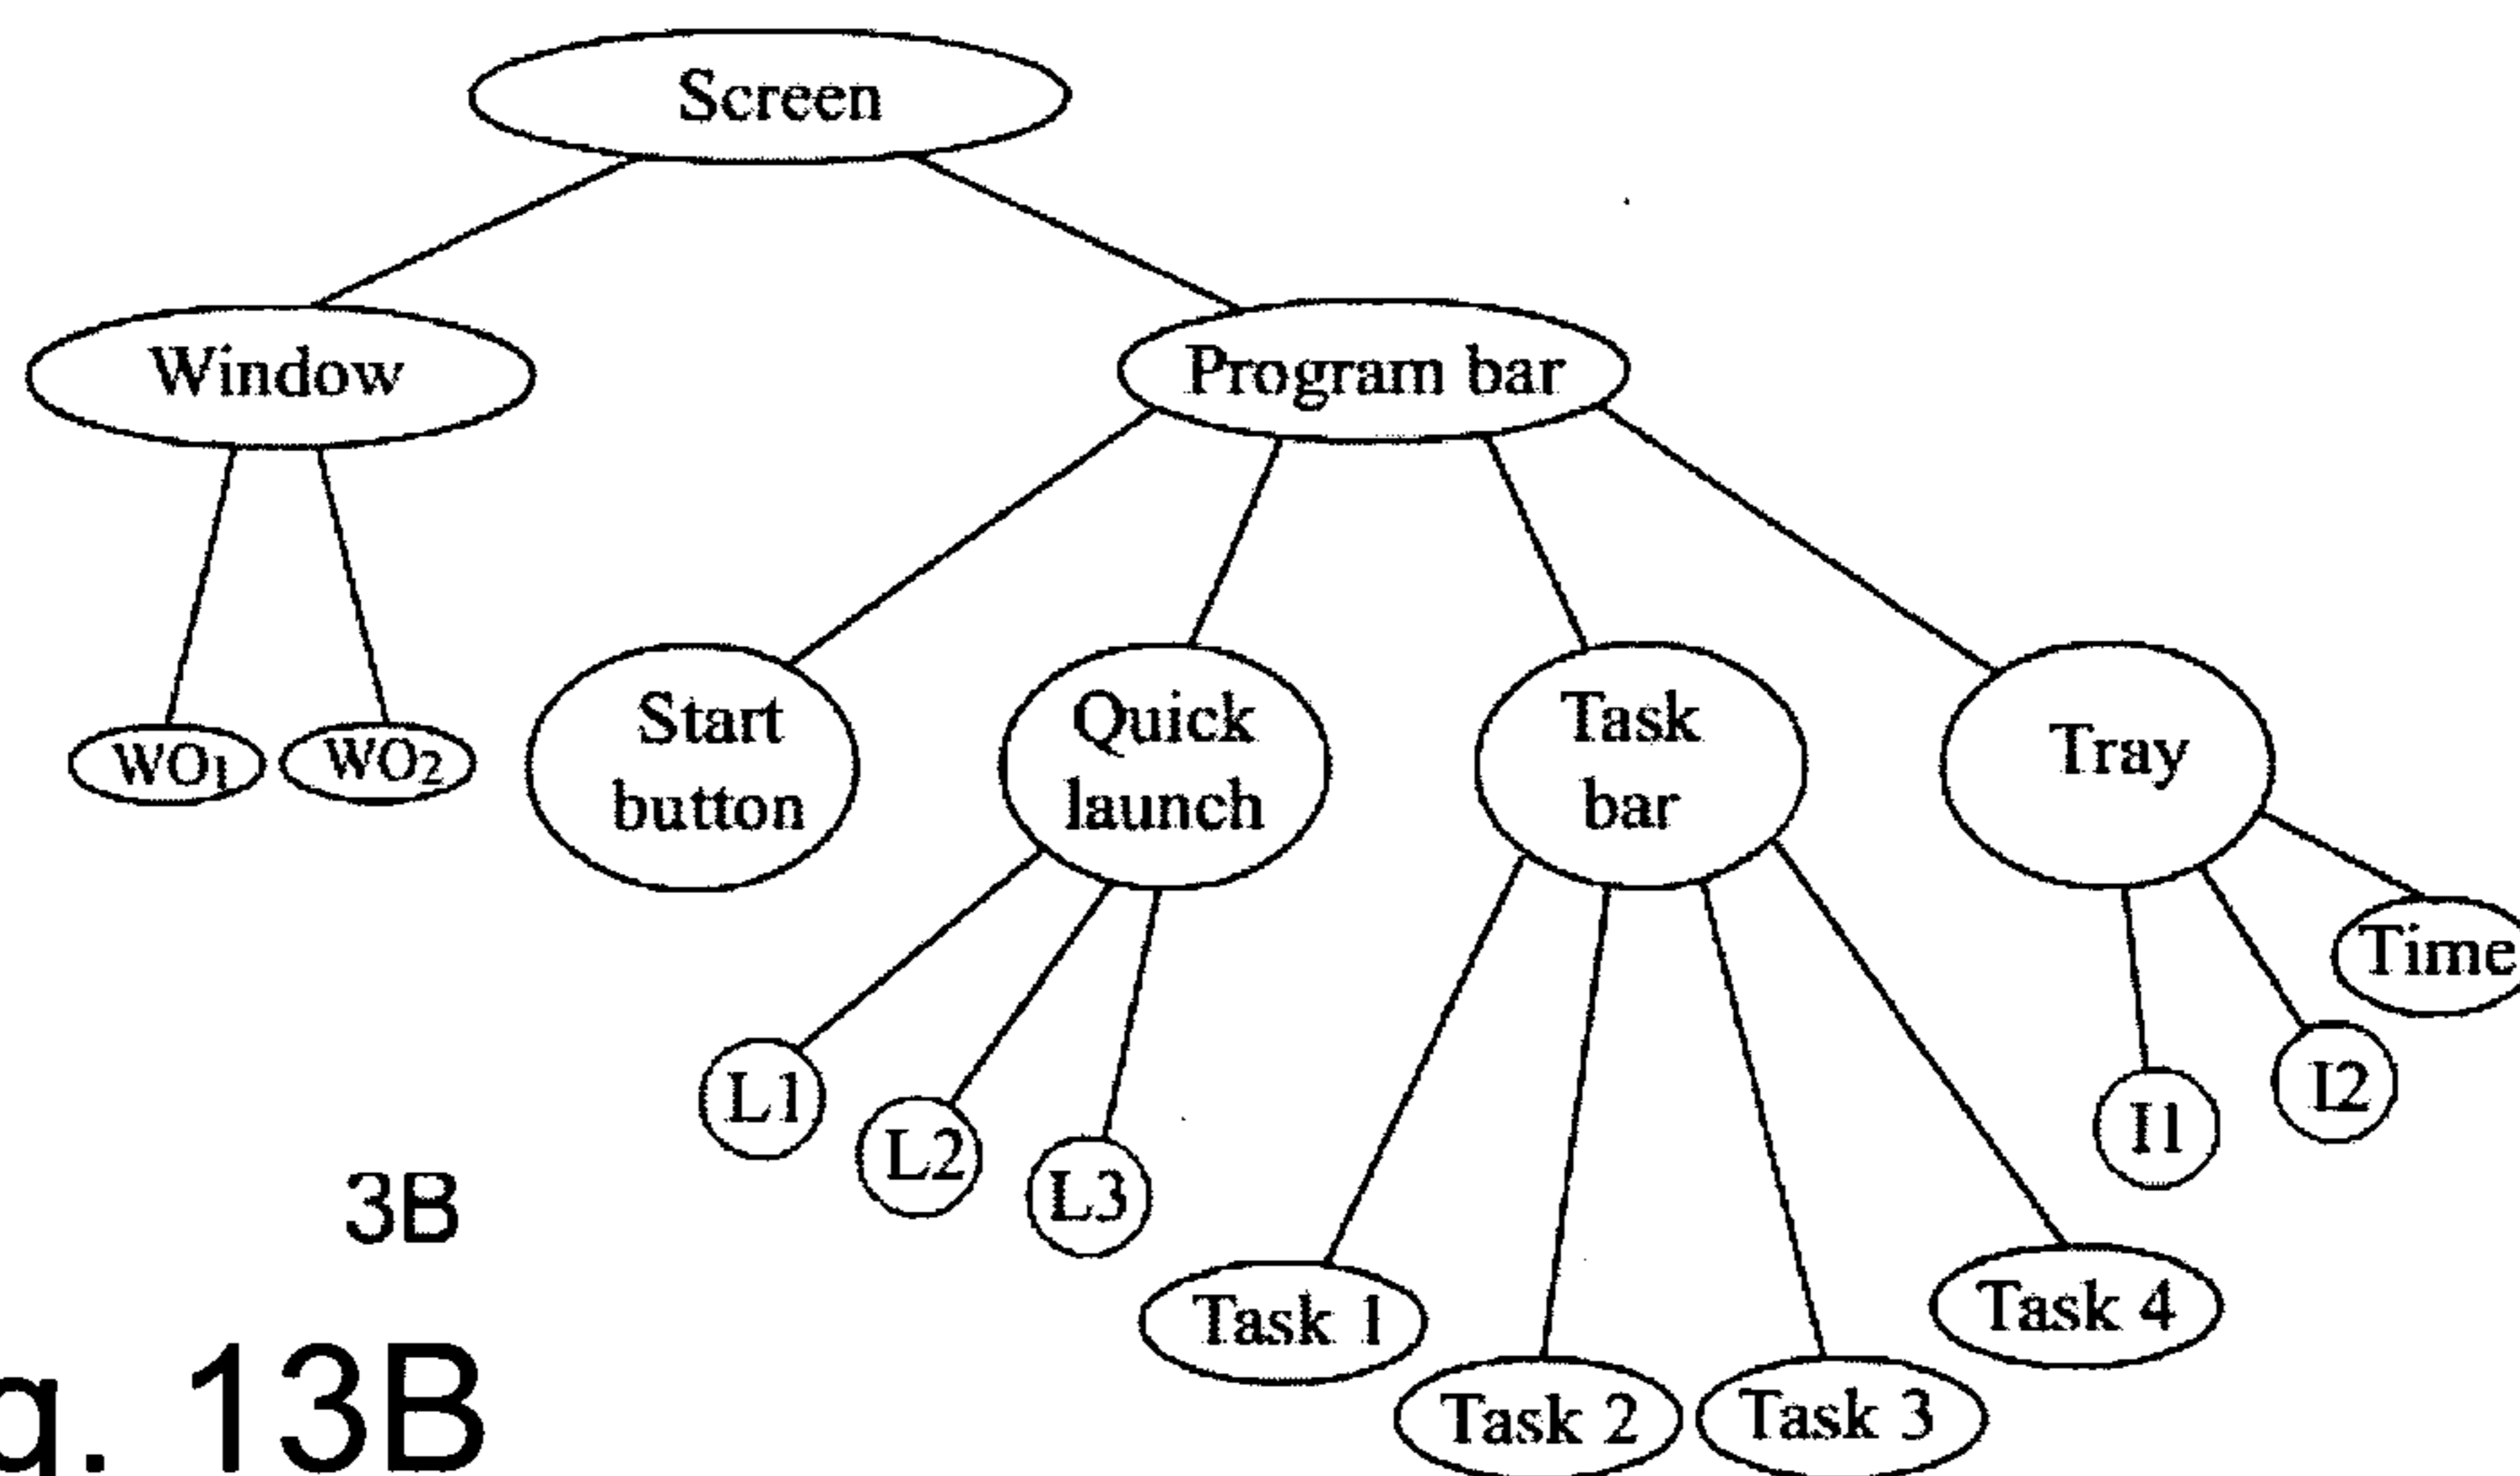 Screen
Window
Program bar
WO1
WO2
Start
button
Quick
launch
Task
bar
Tray
Time
L1
L2
L3
I1
I2
Task 1
Task 2
Task 3
Task 4
3B
g. 13B